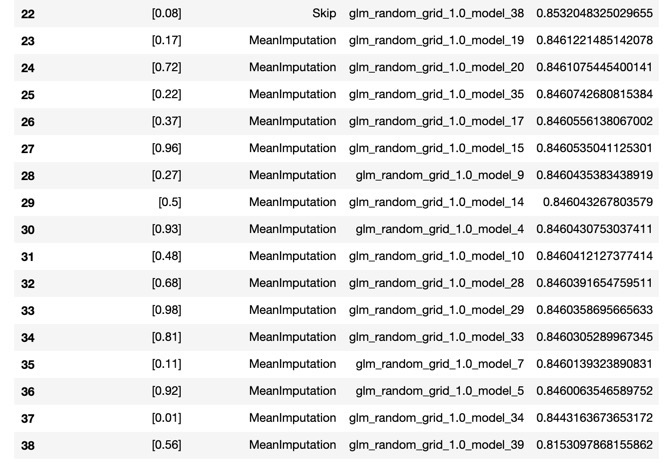 22 [0.08] Skip glm_random_grid_1.0_model_38 0.8532048325029655
23 [0.17] MeanImputation glm_random_grid_1.0_model_19 0.8461221485142078
24 [0.72] MeanImputation glm_random_grid_1.0_model_20 0.8461075445400141
25 [0.22] MeanImputation glm_random_grid_1.0_model_35 0.8460742680815384
26 [0.37] MeanImputation glm_random_grid_1.0_model_17 0.8460556138067002
27 [0.96] MeanImputation glm_random_grid_1.0_model_15 0.8460535041125301
28 [0.27] MeanImputation glm_random_grid_1.0_model_9 0.8460435383438919
29 [0.5] MeanImputation glm_random_grid_1.0_model_14 0.846043267803579
30 [0.93] MeanImputation glm_random_grid_1.0_model_4 0.8460430753037411
31 [0.48] MeanImputation glm_random_grid_1.0_model_10 0.8460412127377414
32 [0.68] MeanImputation glm_random_grid_1.0_model_28 0.8460391654759511
33 [0.98] MeanImputation glm_random_grid_1.0_model_29 0.8460358695665633
34 [0.81] MeanImputation glm_random_grid_1.0_model_33 0.8460305289967345
35 [0.11] MeanImputation glm_random_grid_1.0_model_7 0.8460139323890831
36 [0.92] MeanImputation glm_random_grid_1.0_model_5 0.8460063546589752
37 [0.01] MeanImputation glm_random_grid_1.0_model_34 0.8443163673653172
38 [0.56] MeanImputation glm_random_grid_1.0_model_39 0.8153097868155862